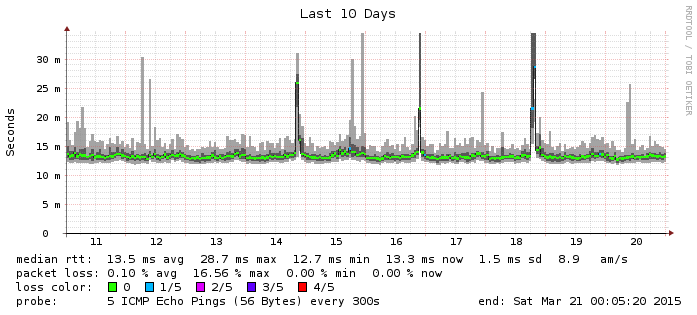 Last 10 Days
RRDTOOL / TOBI OETIKER
Seconds
30 m
25 m
20 m
15 m
10 m
5 m
0
11 12 13 14 15 16 17 18 19 20
median rtt: 13.5 ms avg 28.7 ms max 12.7 ms min 13.3 ms now 1.5 ms sd 8.9 am/s
packet loss: 0.10 % avg 16.56 % max 0.00 % min 0.00 % now
loss color: 0 1/5 2/5 3/5 4/5
probe: 5 ICMP Echo Pings (56 Bytes) every 300s end: Sat Mar 21 00:05:20 2015